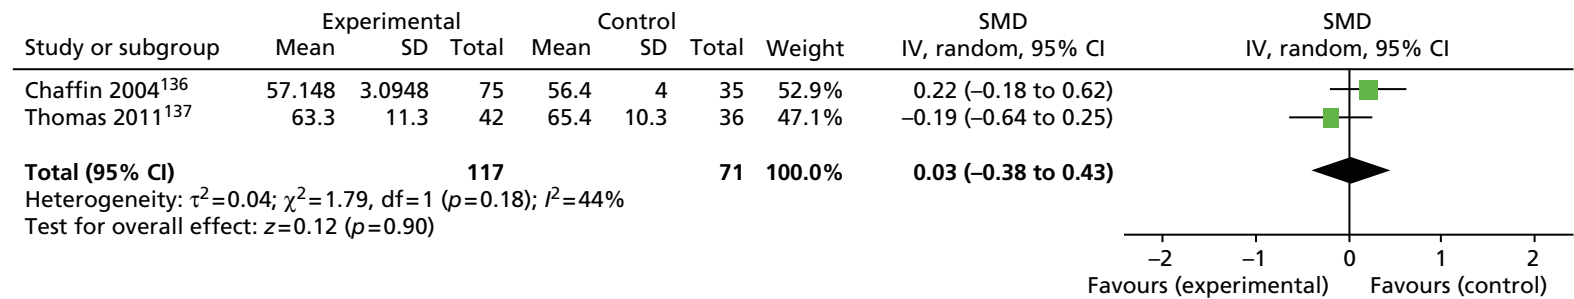 Experimental Control SMD SMD
Study or subgroup Mean SD Total Mean SD Total Weight IV, random, 95% CI IV, random, 95% CI
Chaffin 2004¹³⁶ 57.148 3.0948 75 56.4 4 35 52.9% 0.22 (–0.18 to 0.62)
Thomas 2011¹³⁷ 63.3 11.3 42 65.4 10.3 36 47.1% –0.19 (–0.64 to 0.25)
Total (95% CI) 117 71 100.0% 0.03 (–0.38 to 0.43)
Heterogeneity: τ²=0.04; χ²=1.79, df=1 (p=0.18); I²=44%
Test for overall effect: z=0.12 (p=0.90)
–2 –1 0 1 2
Favours (experimental) Favours (control)